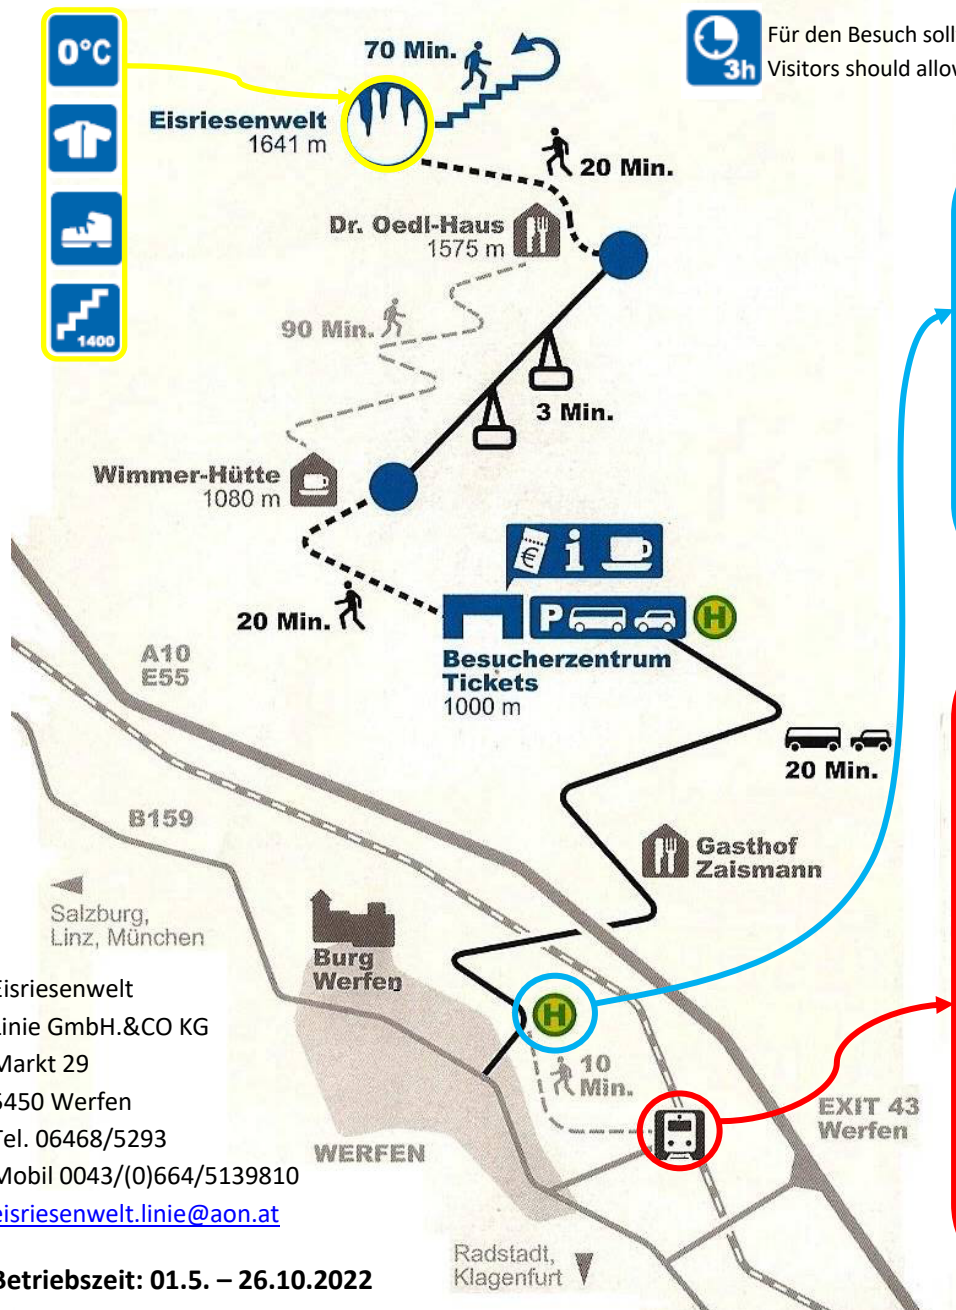 0°C
1400
70 Min.
3h
Für den Besuch
Visitors should
Eisriesenwelt
1641 m
20 Min.
Dr. Oedl-Haus
1575 m
90 Min.
3 Min.
Wimmer-Hütte
1080 m
€ i
20 Min.
P
H
Besucherzentrum
Tickets
1000 m
A10
E55
20 Min.
B159
Gasthof
Zaismann
Salzburg,
Linz, München
Burg
Werfen
H
10
Min.
EXIT 43
Werfen
WERFEN
Eisriesenwelt
Linie GmbH.&CO KG
Markt 29
5450 Werfen
Tel. 06468/5293
Mobil 0043/(0)664/5139810
eisriesenwelt.linie@aon.at
Radstadt,
Klagenfurt
Betriebszeit: 01.5. – 26.10.2022